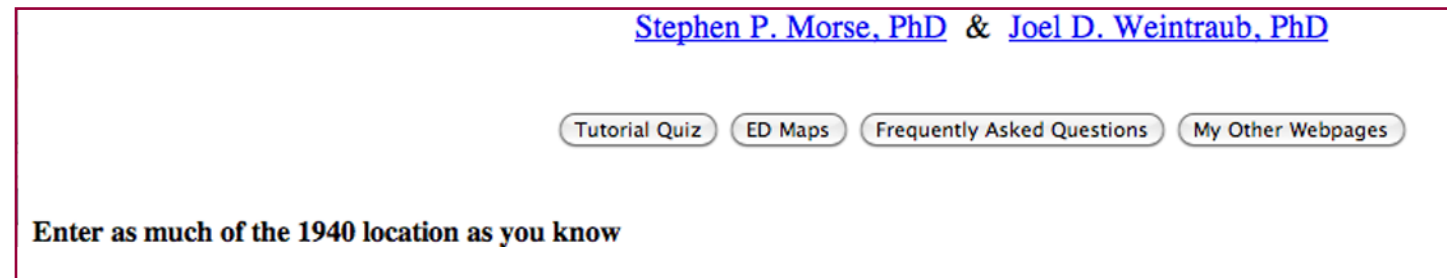 Stephen P. Morse, PhD & Joel D. Weintraub, PhD
Tutorial Quiz ED Maps Frequently Asked Questions My Other Webpages
Enter as much of the 1940 location as you know